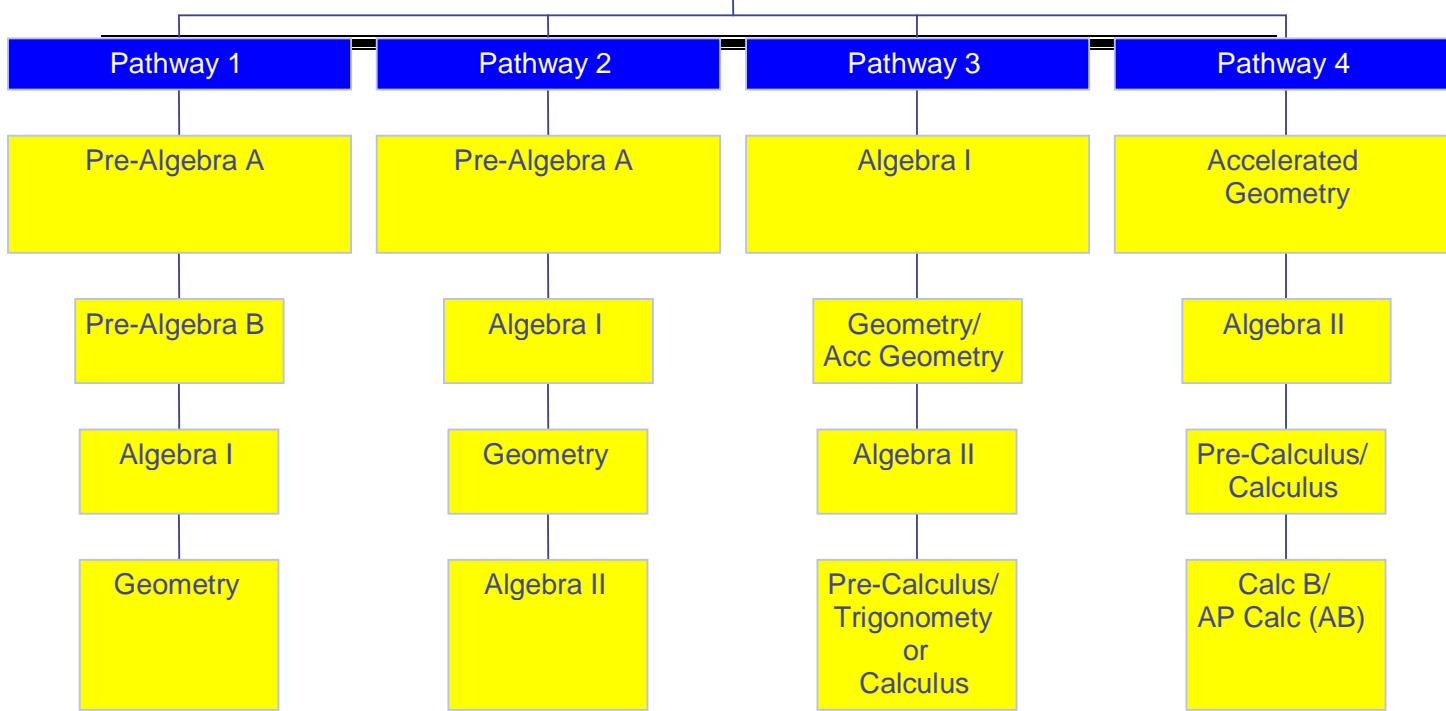 Pathway 1
Pathway 2
Pathway 3
Pathway 4
Pre-Algebra A
Pre-Algebra A
Algebra I
Accelerated
Geometry
Pre-Algebra B
Algebra I
Geometry/
Acc Geometry
Algebra II
Algebra I
Geometry
Algebra II
Pre-Calculus/
Calculus
Geometry
Algebra II
Pre-Calculus/
Trigonomety
or
Calculus
Calc B/
AP Calc (AB)